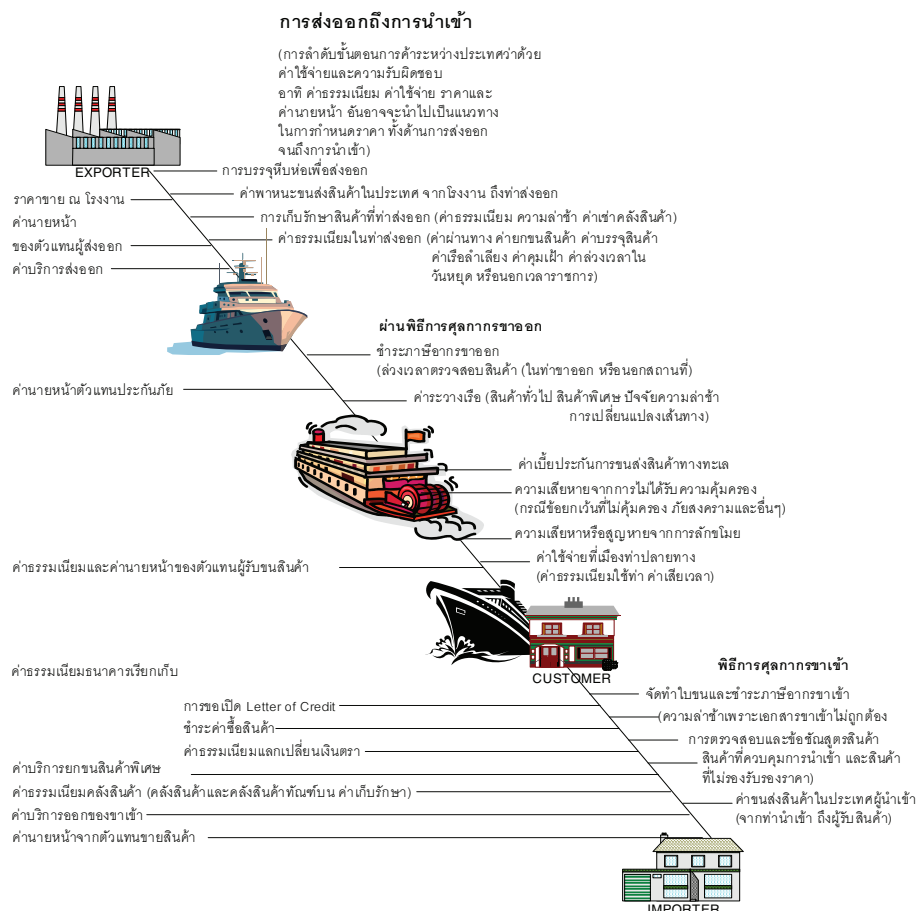 การส่งออกถึงการนำเข้า
(การลำดับขั้นตอนการค้าระหว่างประเทศว่าด้วย
ค่าใช้จ่ายและความรับผิดชอบ
อาทิ ค่าธรรมเนียม ค่าใช้จ่าย ราคาและ
ค่านายหน้า อันอาจจะนำไปเป็นแนวทาง
ในการกำหนดราคา ทั้งด้านการส่งออก
จนถึงการนำเข้า)
EXPORTER
การบรรจุหีบห่อเพื่อส่งออก
ราคาขาย ณ โรงงาน
ค่าพาหนะขนส่งสินค้าในประเทศ จากโรงงาน ถึงท่าส่งออก
ค่านายหน้า
ของตัวแทนผู้ส่งออก
การเก็บรักษาสินค้าที่ท่าส่งออก (ค่าธรรมเนียม ความล่าช้า ค่าเช่าคลังสินค้า)
ค่าธรรมเนียมในท่าส่งออก (ค่าผ่านทาง ค่ายกขนสินค้า ค่าบรรจุสินค้า
ค่าเรือลำเลียง ค่าคุมเฝ้า ค่าล่วงเวลาใน
วันหยุด หรือนอกเวลาราชการ)
ค่าบริการส่งออก
ผ่านพิธีการศุลกากรขาออก
ชำระภาษีอากรขาออก
(ล่วงเวลาตรวจสอบสินค้า (ในท่าขาออก หรือนอกสถานที่)
ค่านายหน้าตัวแทนประกันภัย
ค่าระวางเรือ (สินค้าทั่วไป สินค้าพิเศษ ปัจจัยความล่าช้า
การเปลี่ยนแปลงเส้นทาง)
ค่าเบี้ยประกันการขนส่งสินค้าทางทะเล
ความเสียหายจากการไม่ได้รับความคุ้มครอง
(กรณีข้อยกเว้นที่ไม่คุ้มครอง ภัยสงครามและอื่นๆ)
ความเสียหาหรือสูญหายจากการลักขโมย
ค่าใช้จ่ายที่เมืองท่าปลายทาง
(ค่าธรรมเนียมใช้ท่า ค่าเสียเวลา)
ค่าธรรมเนียมและค่านายหน้าของตัวแทนผู้รับขนสินค้า
CUSTOMER
พิธีการศุลกากรขาเข้า
ค่าธรรมเนียมธนาคารเรียกเก็บ
จัดทำใบขนและชำระภาษีอากรขาเข้า
การขอเปิด Letter of Credit
(ความล่าช้าเพราะเอกสารขาเข้าไม่ถูกต้อง
ชำระค่าซื้อสินค้า
การตรวจสอบและข้อชัณสูตรสินค้า
ค่าธรรมเนียมแลกเปลี่ยนเงินตรา
สินค้าที่ควบคุมการนำเข้า และสินค้า
ที่ไม่รองรับรองราคา)
ค่าบริการยกขนสินค้าพิเศษ
ค่าธรรมเนียมคลังสินค้า (คลังสินค้าและคลังสินค้าทัณฑ์บน ค่าเก็บรักษา)
ค่าขนส่งสินค้าในประเทศผู้นำเข้า
(จากท่านำเข้า ถึงผู้รับสินค้า)
ค่าบริการออกของขาเข้า
ค่านายหน้าจากตัวแทนขายสินค้า
IMPORTER